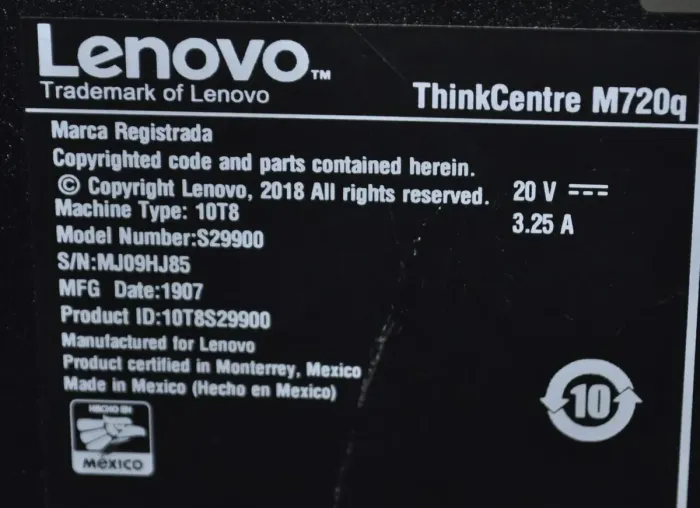 Lenovo™
Trademark of Lenovo
ThinkCentre M720q
Marca Registrada
Copyrighted code and parts contained herein.
© Copyright Lenovo, 2018 All rights reserved.
20 V
Machine Type: 10T8
3.25 A
Model Number:S29900
S/N:MJ09HJ85
MFG Date:1907
Product ID:10T8S29900
Manufactured for Lenovo
Product certified in Monterrey, Mexico
Made in Mexico (Hecho en Mexico)
HECHO EN
MéXICO
10